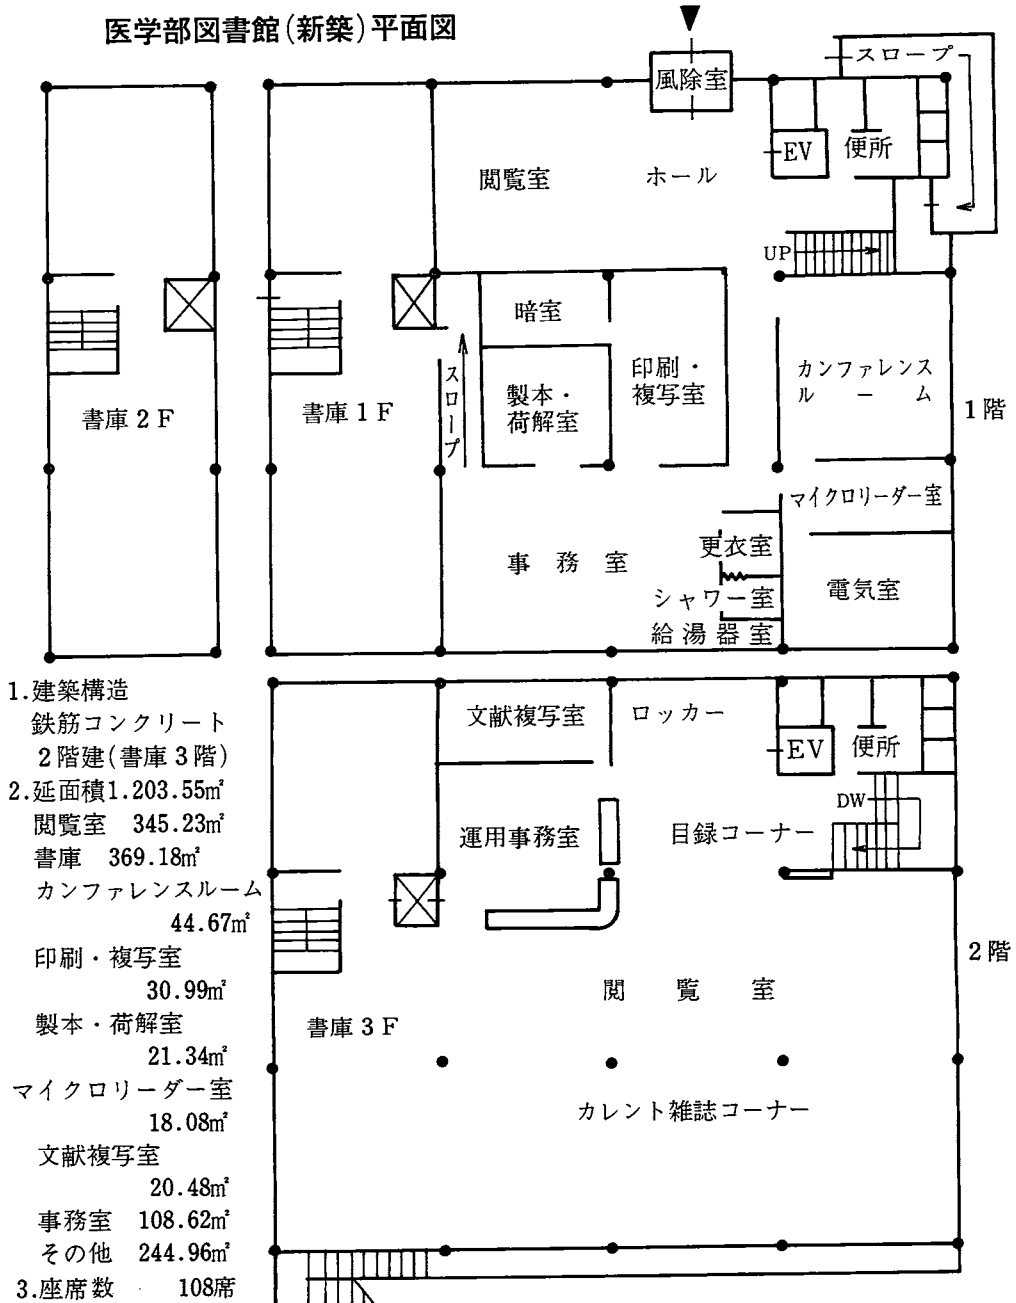 医学部図書館(新築)平面図
スロープ
風除室
EV
便所
閲覧室
ホール
UP
暗室
印刷・
複写室
製本・
荷解室
スロープ
カンファレンス
ルーム
書庫2F
書庫1F
1階
マイクロリーダー室
事務室
更衣室
シャワー室
給湯器室
電気室
1.建築構造
鉄筋コンクリート
2階建(書庫3階)
2.延面積1.203.55㎡
閲覧室 345.23㎡
書庫 369.18㎡
カンファレンスルーム
44.67㎡
印刷・複写室
30.99㎡
製本・荷解室
21.34㎡
マイクロリーダー室
18.08㎡
文献複写室
20.48㎡
事務室 108.62㎡
その他 244.96㎡
3.座席数 108席
文献複写室
ロッカー
EV
便所
DW
運用事務室
目録コーナー
2階
閲覧室
書庫3F
カレント雑誌コーナー